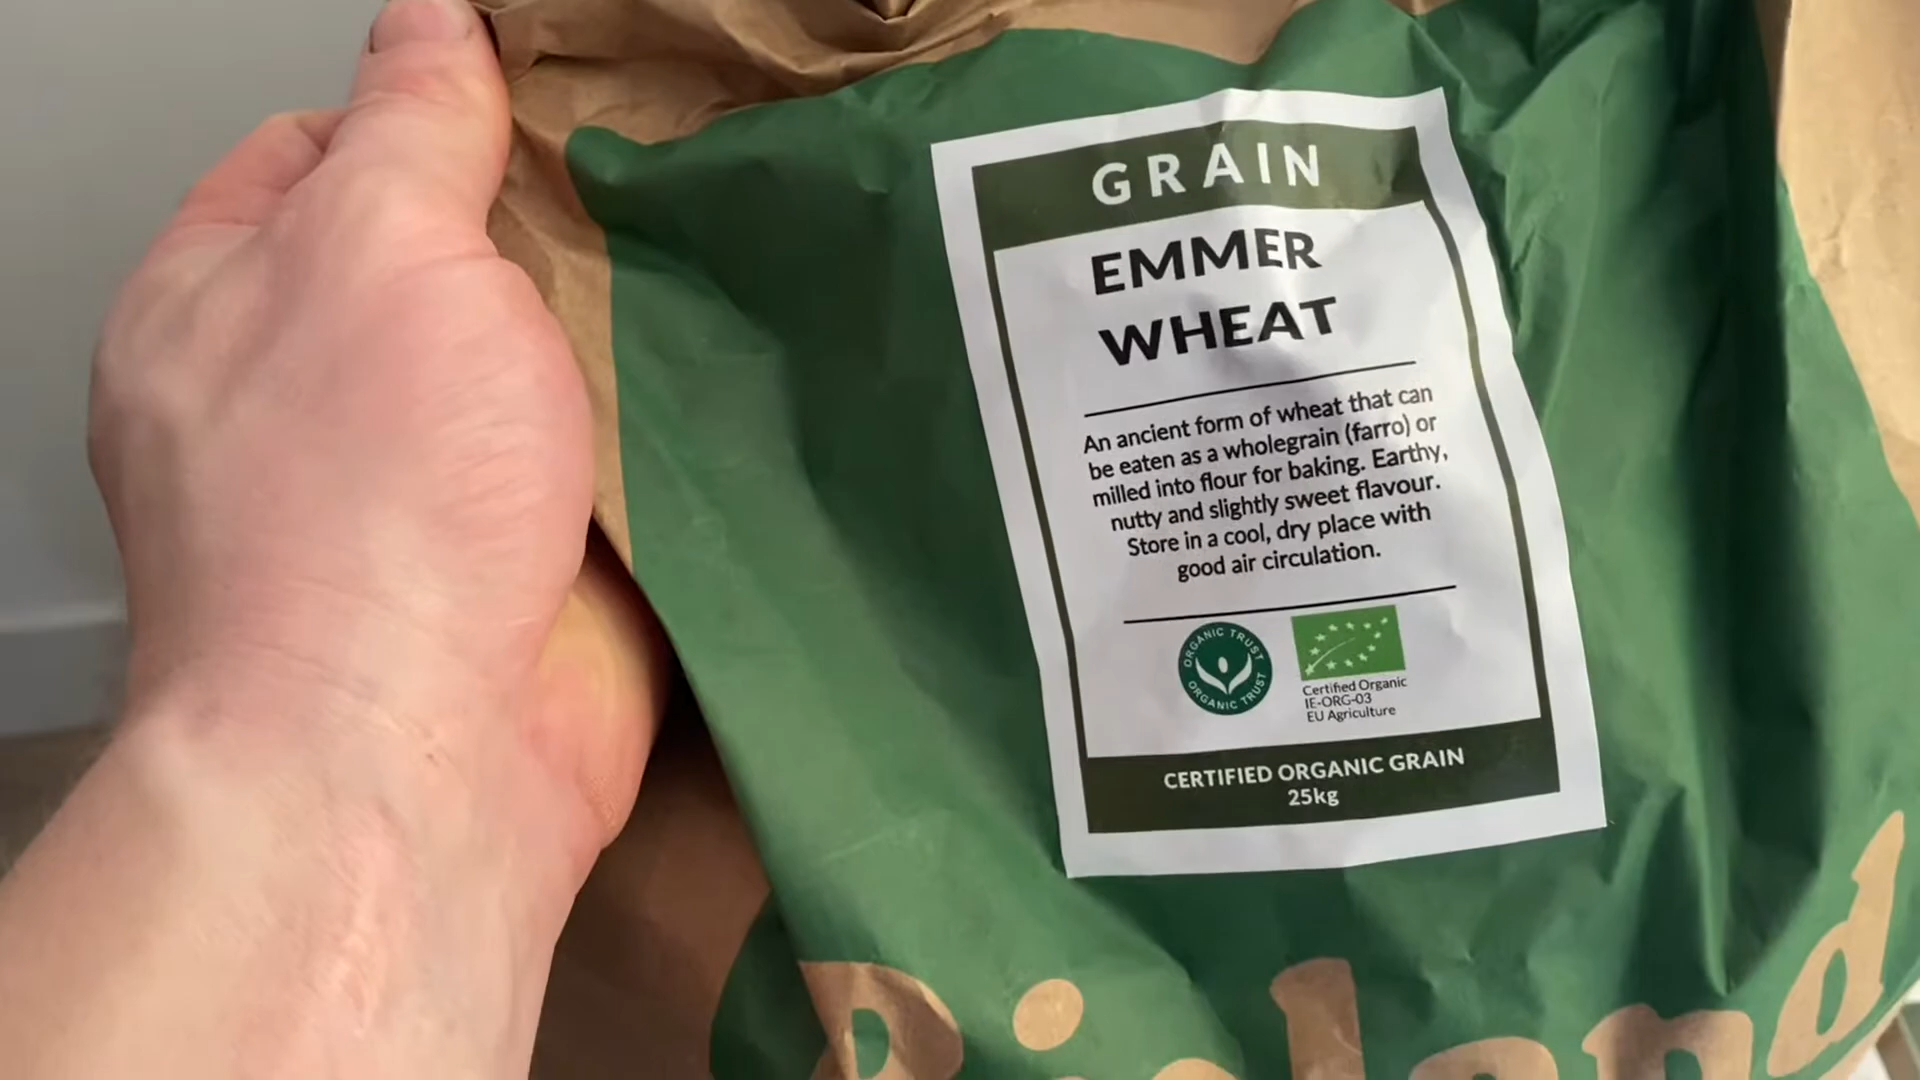 GRAIN
EMMER
WHEAT
An ancient form of wheat that can
be eaten as a wholegrain (farro) or
milled into flour for baking. Earthy,
nutty and slightly sweet flavour.
Store in a cool, dry place with
good air circulation.
ORGANIC TRUST
ORGANIC TRUST
Certified Organic
IE-ORG-03
EU Agriculture
CERTIFIED ORGANIC GRAIN
25kg
Bioland